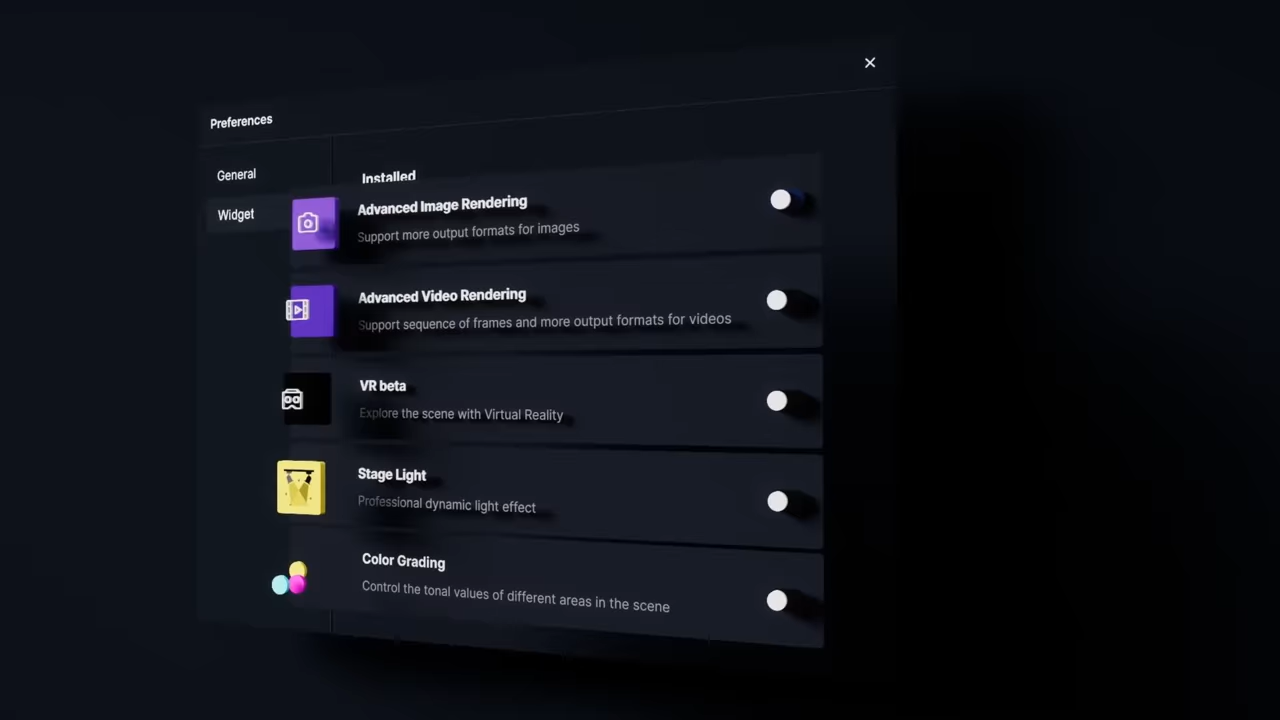 Preferences
General
Widget
Installed
Advanced Image Rendering
Support more output formats for images
Advanced Video Rendering
Support sequence of frames and more output formats for videos
VR beta
Explore the scene with Virtual Reality
Stage Light
Professional dynamic light effect
Color Grading
Control the tonal values of different areas in the scene